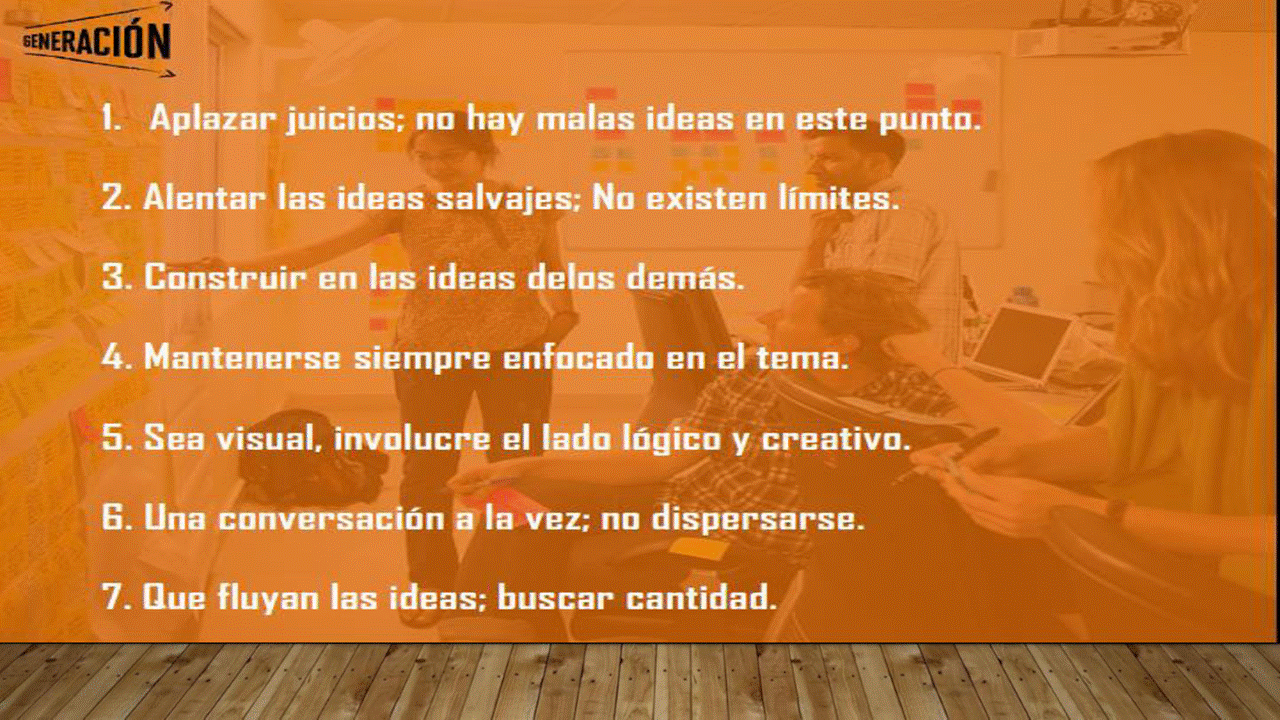 GENERACIÓN
1. Aplazar juicios; no hay malas ideas en este punto.
2. Alentar las ideas salvajes; No existen límites.
3. Construir en las ideas delos demás.
4. Mantenerse siempre enfocado en el tema.
5. Sea visual, involucre el lado lógico y creativo.
6. Una conversación a la vez; no dispersarse.
7. Que fluyan las ideas; buscar cantidad.